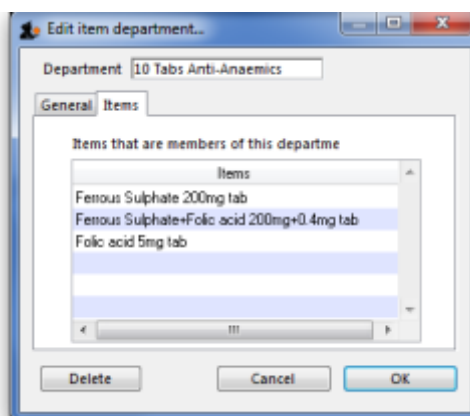 Edit item department...
Department 10 Tabs Anti-Anaemics
General Items
Items that are members of this departme
Items
Ferrous Sulphate 200mg tab
Ferrous Sulphate+Folic acid 200mg+0.4mg tab
Folic acid 5mg tab
Delete Cancel OK